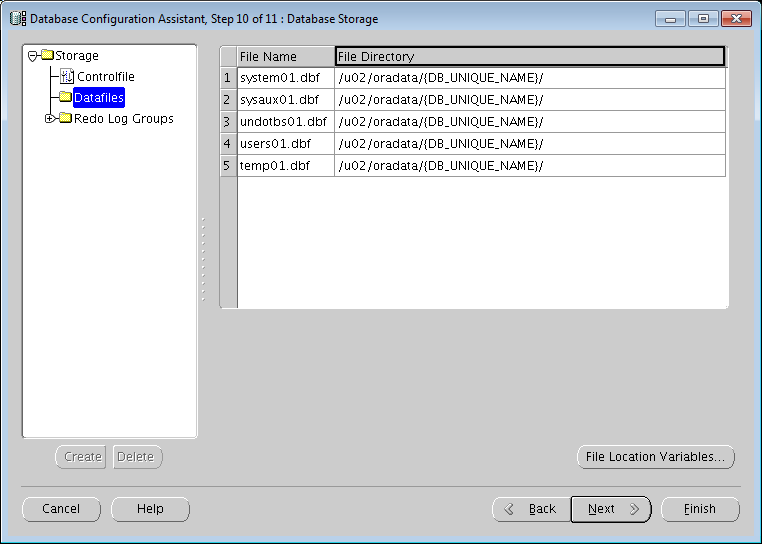 Database Configuration Assistant, Step 10 of 11 : Database Storage
Storage
Controlfile
Datafiles
Redo Log Groups
File Name File Directory
1 system01.dbf /u02/oradata/{DB_UNIQUE_NAME}/
2 sysaux01.dbf /u02/oradata/{DB_UNIQUE_NAME}/
3 undotbs01.dbf /u02/oradata/{DB_UNIQUE_NAME}/
4 users01.dbf /u02/oradata/{DB_UNIQUE_NAME}/
5 temp01.dbf /u02/oradata/{DB_UNIQUE_NAME}/
Create Delete File Location Variables...
Cancel Help Back Next Finish